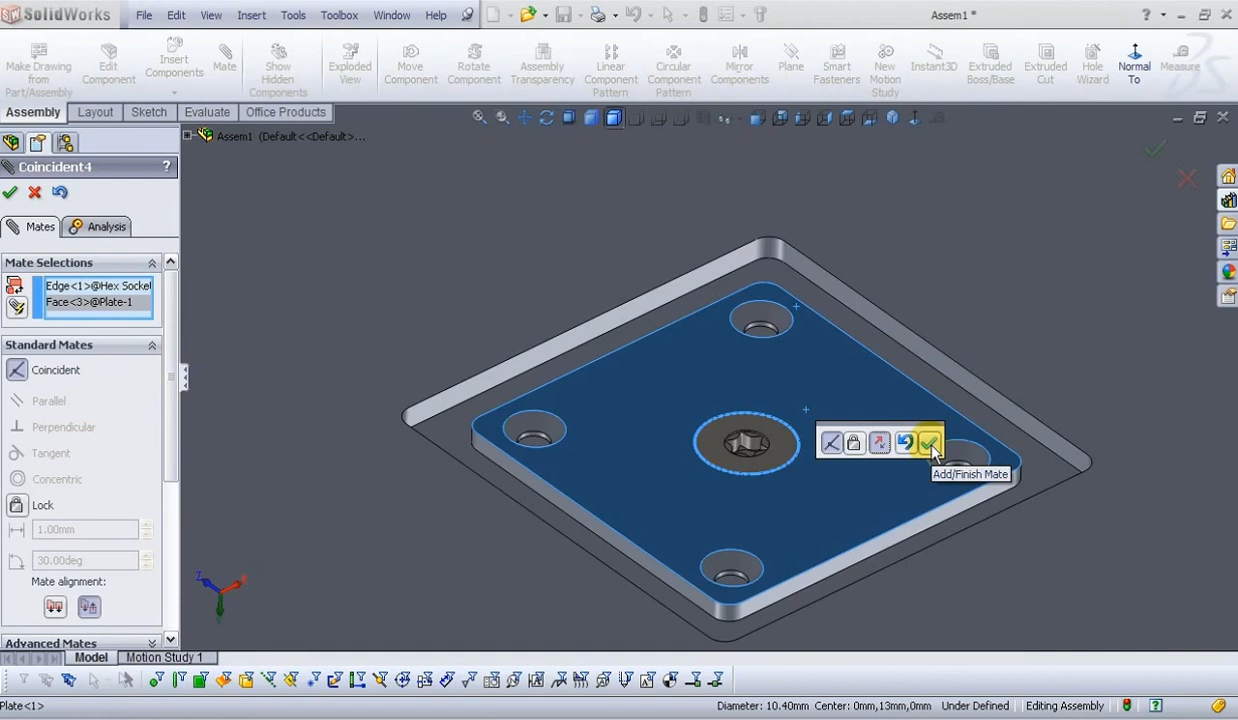 SolidWorks File Edit View Insert Tools Toolbox Window Help Assem1 * ?
Make Drawing from Part/Assembly
Edit Component
Insert Components
Mate
Show Hidden Components
Exploded View
Move Component
Rotate Component
Assembly Transparency
Linear Component Pattern
Circular Component Pattern
Mirror Components
Plane
Smart Fasteners
New Motion Study
Instant3D
Extruded Boss/Base
Extruded Cut
Hole Wizard
Normal To
Measure
Assembly Layout Sketch Evaluate Office Products
Assem1 (Default<<Default>...
Coincident4 ?
Mates Analysis
Mate Selections
Edge<1>@Hex Socket
Face<3>@Plate-1
Standard Mates
Coincident
Parallel
Perpendicular
Tangent
Concentric
Lock
1.00mm
30.00deg
Mate alignment:
Advanced Mates
Add/Finish Mate
Z X Y
Model Motion Study 1
Plate<1> Diameter: 10.40mm Center: 0mm,13mm,0mm Under Defined Editing Assembly ?